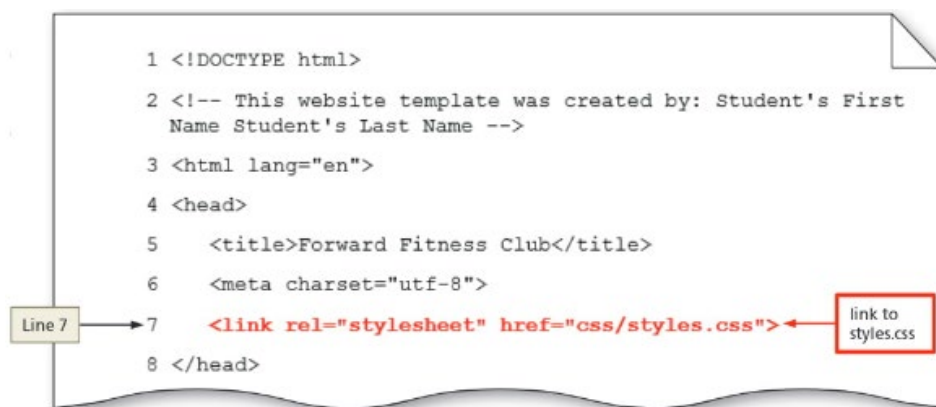 1 <!DOCTYPE html>
2 <!-- This website template was created by: Student's First
Name Student's Last Name -->
3 <html lang="en">
4 <head>
5 <title>Forward Fitness Club</title>
6 <meta charset="utf-8">
Line 7
7 <link rel="stylesheet" href="css/styles.css">
link to
styles.css
8 </head>